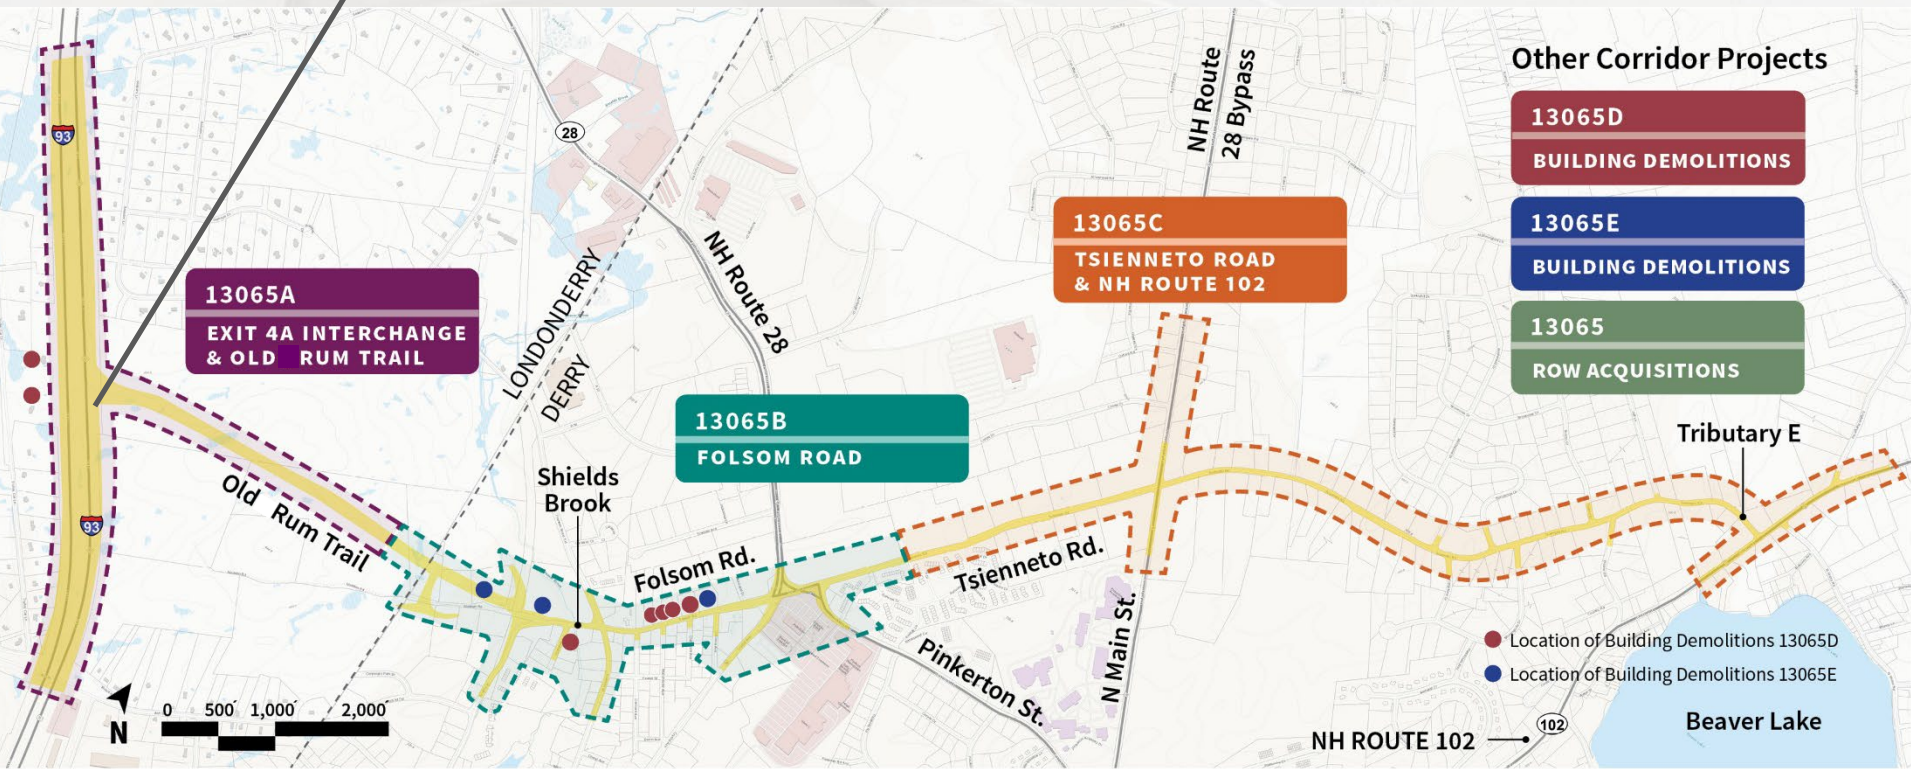 Other Corridor Projects
13065D
BUILDING DEMOLITIONS
13065E
BUILDING DEMOLITIONS
13065
ROW ACQUISITIONS
NH Route
28 Bypass
93
28
13065A
EXIT 4A INTERCHANGE
& OLD RUM TRAIL
LONDONDERRY
DERRY
NH Route 28
13065C
TSIENNETO ROAD
& NH ROUTE 102
13065B
FOLSOM ROAD
Shields
Brook
Tributary E
Old Rum Trail
93
Folsom Rd.
Tsienneto Rd.
Pinkerton St.
N Main St.
Location of Building Demolitions 13065D
Location of Building Demolitions 13065E
Beaver Lake
NH ROUTE 102
102
N
0 500' 1,000' 2,000'